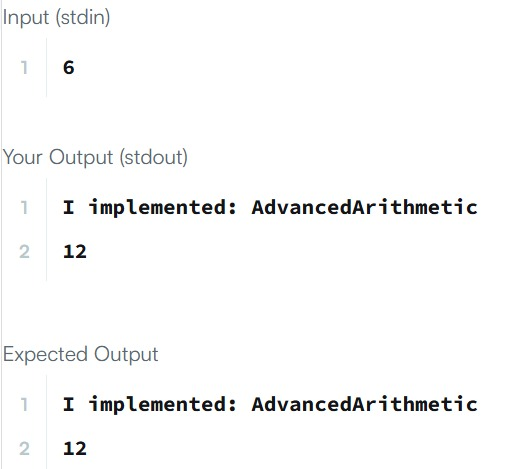 Input (stdin)
1 6
Your Output (stdout)
1 I implemented: AdvancedArithmetic
2 12
Expected Output
1 I implemented: AdvancedArithmetic
2 12